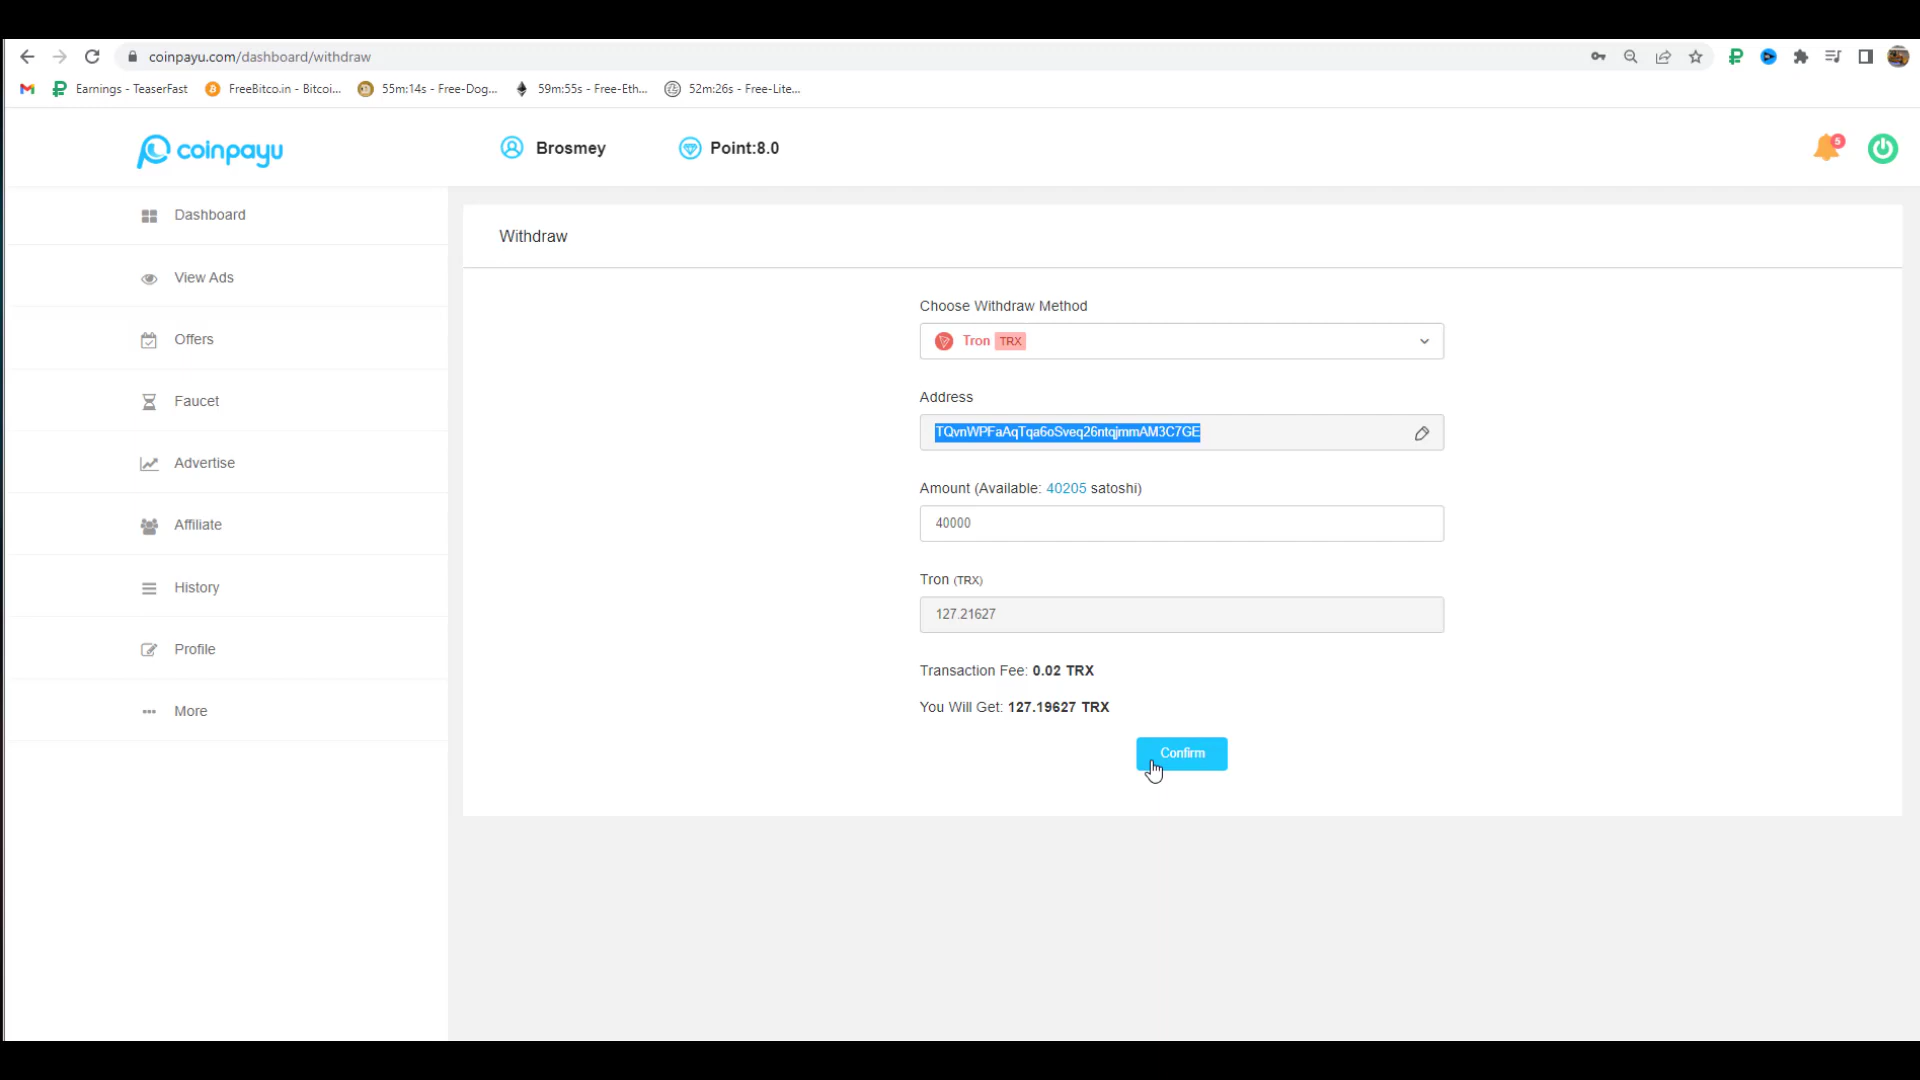 coinpayu.com/dashboard/withdraw
Earnings - TeaserFast
FreeBitco.in - Bitcoi...
55m:14s - Free-Dog...
59m:55s - Free-Eth...
52m:26s - Free-Lite...
coinpayu
Brosmey
Point:8.0
5
Dashboard
View Ads
Offers
Faucet
Advertise
Affiliate
History
Profile
More
Withdraw
Choose Withdraw Method
Tron TRX
Address
TQvnWPFaAqTqa6oSveq26ntqjmmAM3C7GE
Amount (Available: 40205 satoshi)
40000
Tron (TRX)
127.21627
Transaction Fee: 0.02 TRX
You Will Get: 127.19627 TRX
Confirm